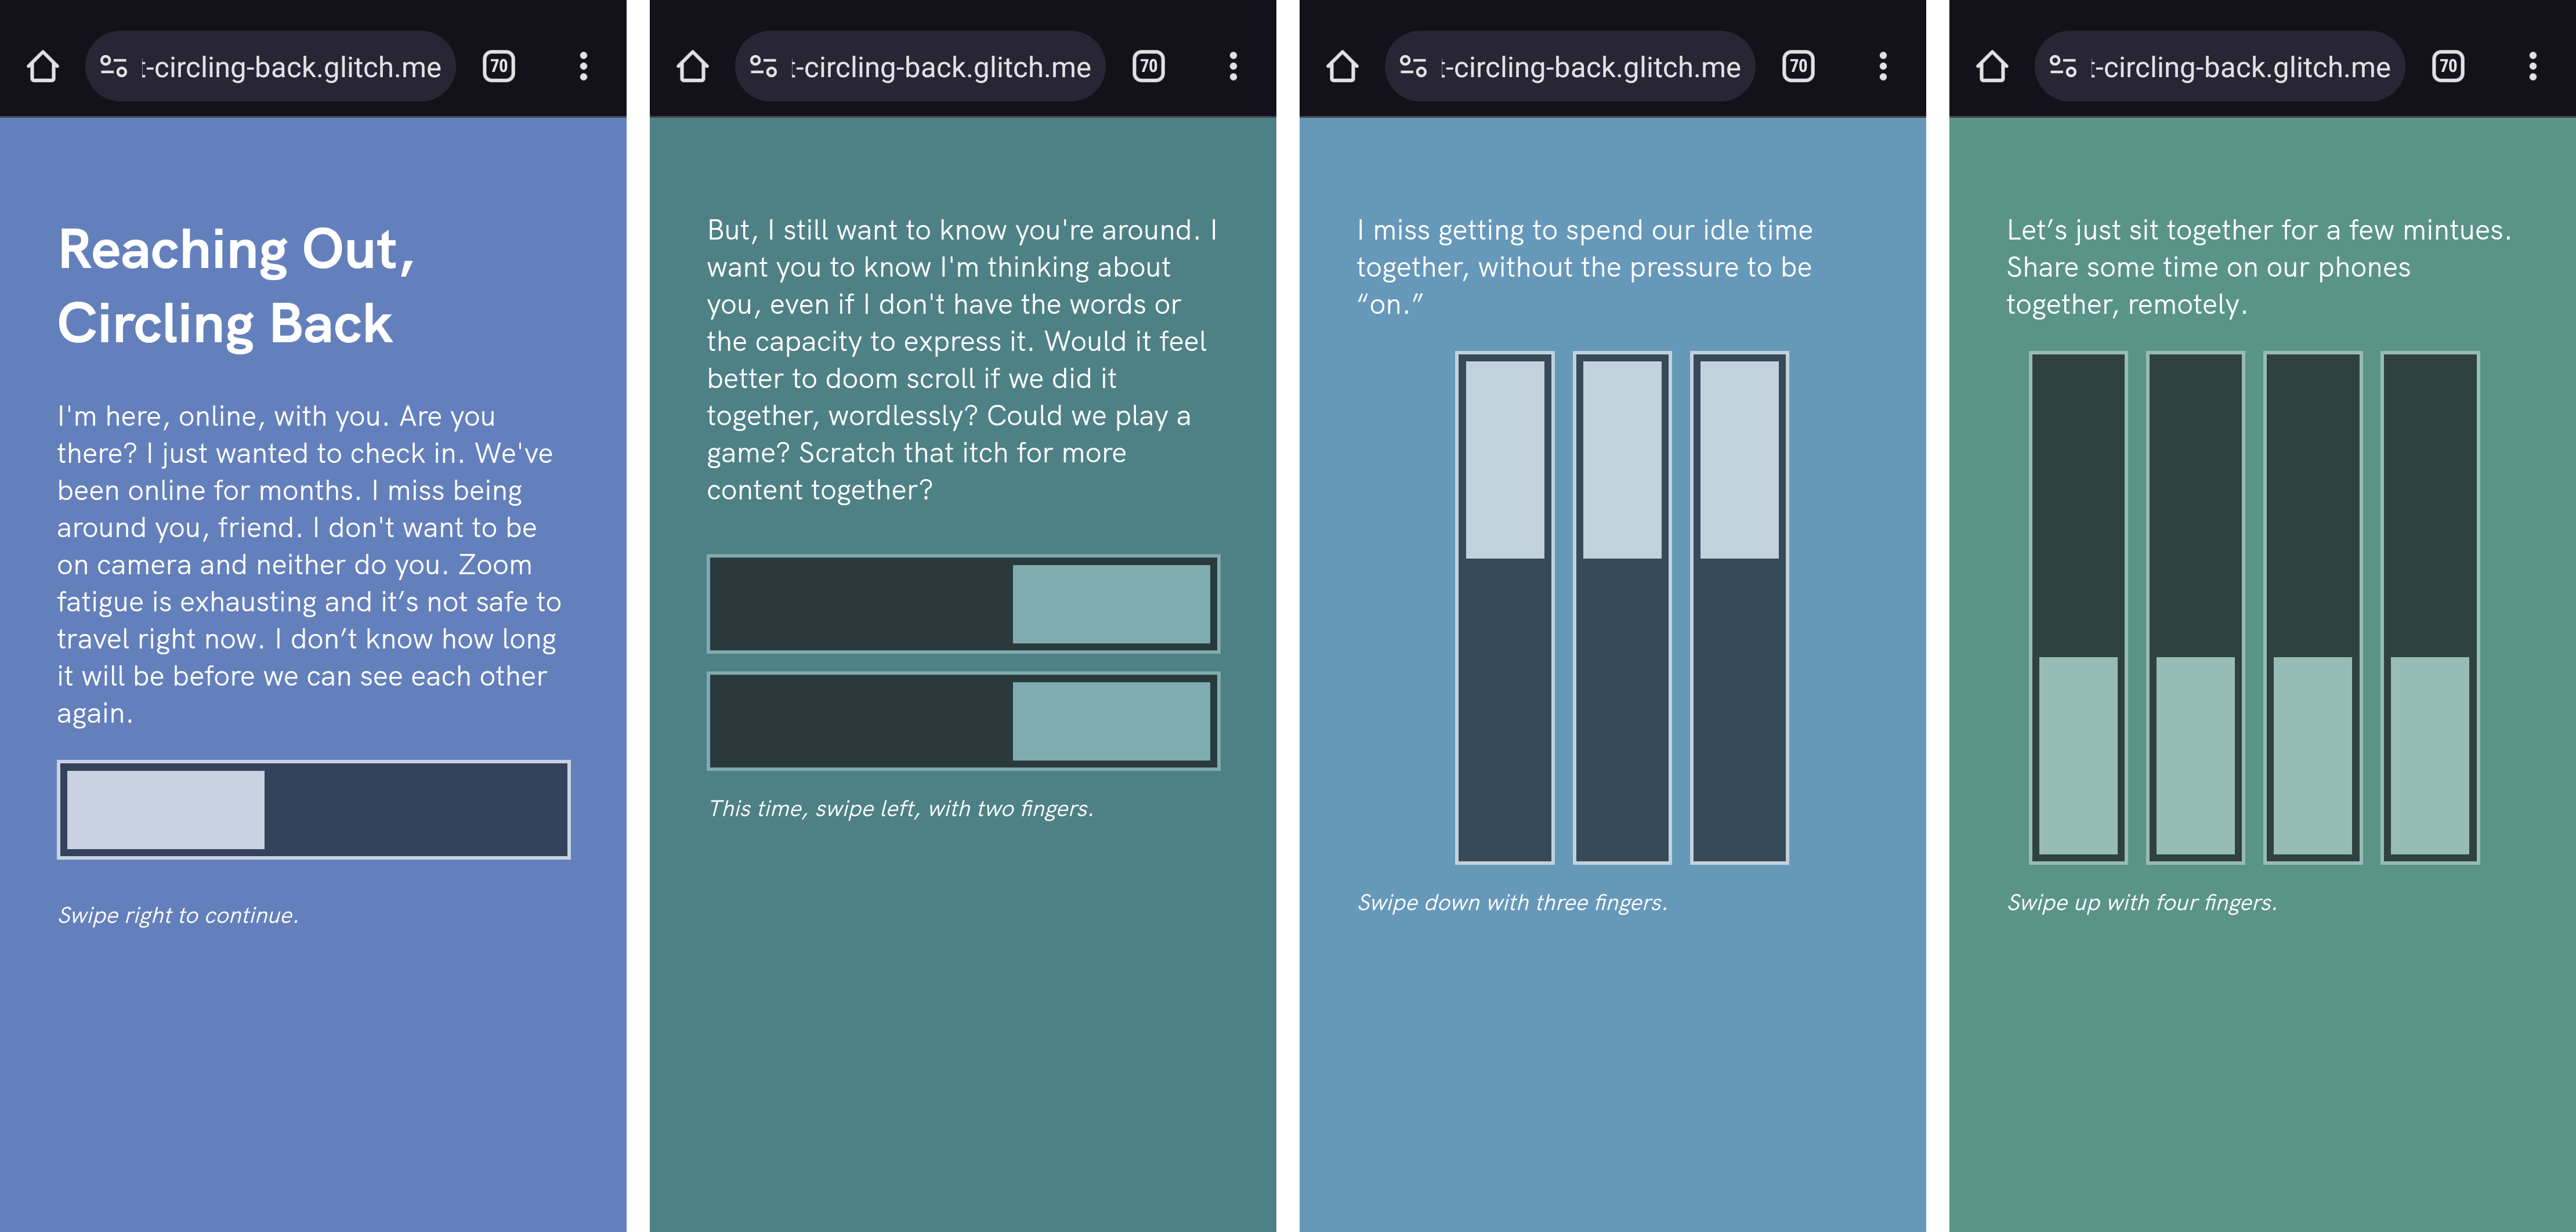 t-circling-back.glitch.me
70
Reaching Out,
Circling Back
I'm here, online, with you. Are you
there? I just wanted to check in. We've
been online for months. I miss being
around you, friend. I don't want to be
on camera and neither do you. Zoom
fatigue is exhausting and it’s not safe to
travel right now. I don’t know how long
it will be before we can see each other
again.
Swipe right to continue.
t-circling-back.glitch.me
70
But, I still want to know you're around. I
want you to know I'm thinking about
you, even if I don't have the words or
the capacity to express it. Would it feel
better to doom scroll if we did it
together, wordlessly? Could we play a
game? Scratch that itch for more
content together?
This time, swipe left, with two fingers.
t-circling-back.glitch.me
70
I miss getting to spend our idle time
together, without the pressure to be
“on.”
Swipe down with three fingers.
t-circling-back.glitch.me
70
Let’s just sit together for a few mintues.
Share some time on our phones
together, remotely.
Swipe up with four fingers.